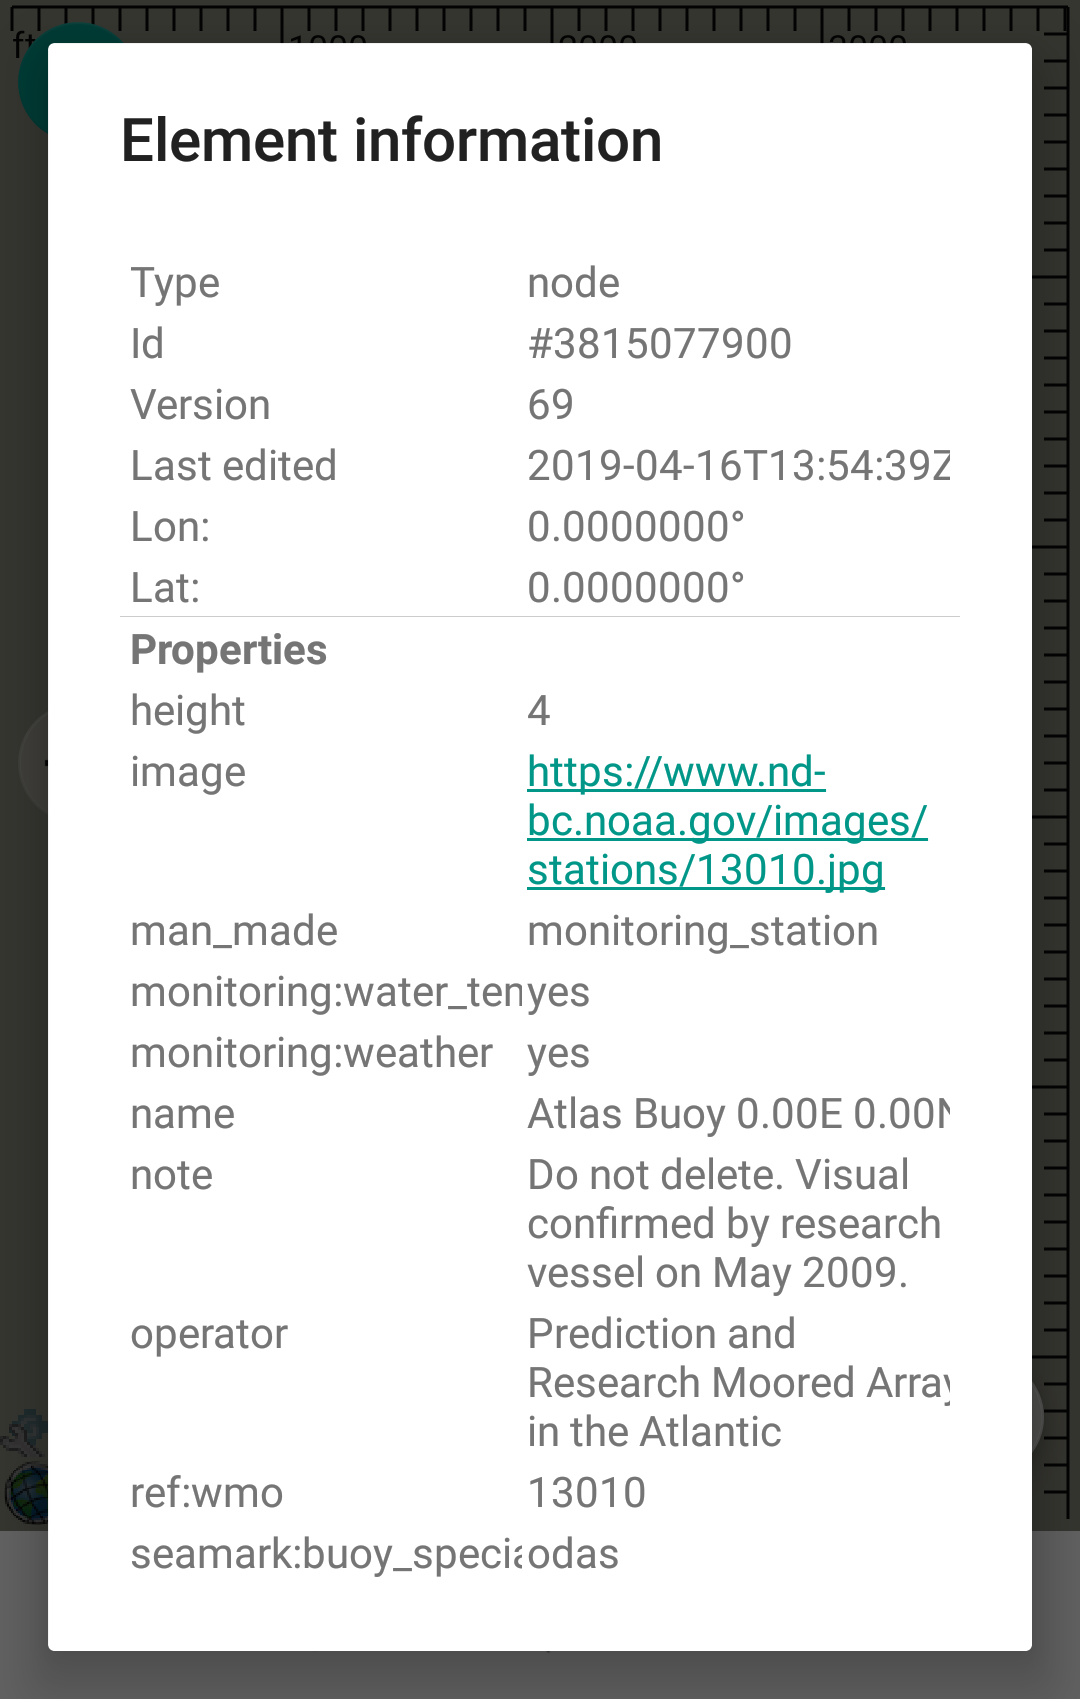 Element information
Type node
Id #3815077900
Version 69
Last edited 2019-04-16T13:54:39Z
Lon: 0.0000000°
Lat: 0.0000000°
Properties
height 4
image https://www.nd-
bc.noaa.gov/images/
stations/13010.jpg
man_made monitoring_station
monitoring:water_ten yes
monitoring:weather yes
name Atlas Buoy 0.00E 0.00N
note Do not delete. Visual
confirmed by research
vessel on May 2009.
operator Prediction and
Research Moored Array
in the Atlantic
ref:wmo 13010
seamark:buoy_specia odas